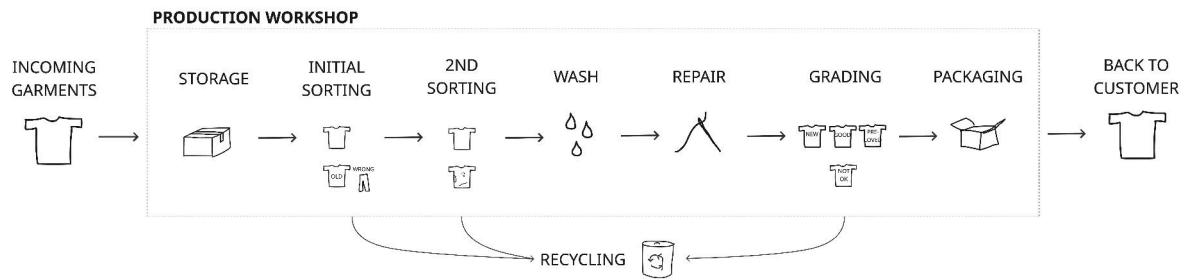 PRODUCTION WORKSHOP
INCOMING
GARMENTS
STORAGE
INITIAL
SORTING
OLD
WRONG
2ND
SORTING
WASH
REPAIR
GRADING
NEW
GOOD
PRE-
LOVED
NOT
OK
PACKAGING
BACK TO
CUSTOMER
RECYCLING